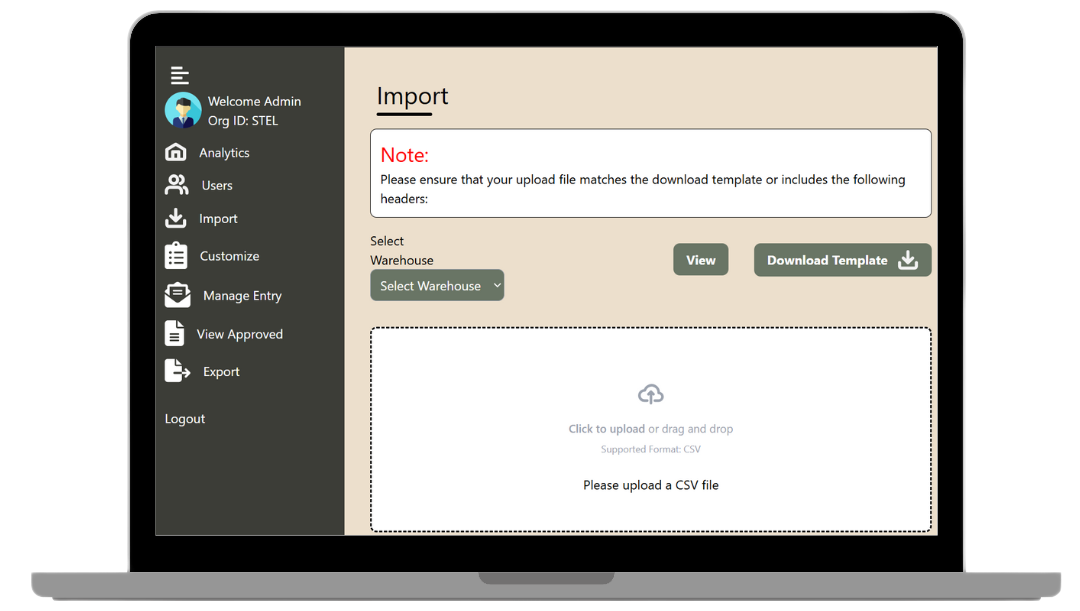 Welcome Admin
Org ID: STEL
Analytics
Users
Import
Customize
Manage Entry
View Approved
Export
Logout
Import
Note:
Please ensure that your upload file matches the download template or includes the following
headers:
Select
Warehouse
Select Warehouse
View
Download Template
Click to upload or drag and drop
Supported Format: CSV
Please upload a CSV file